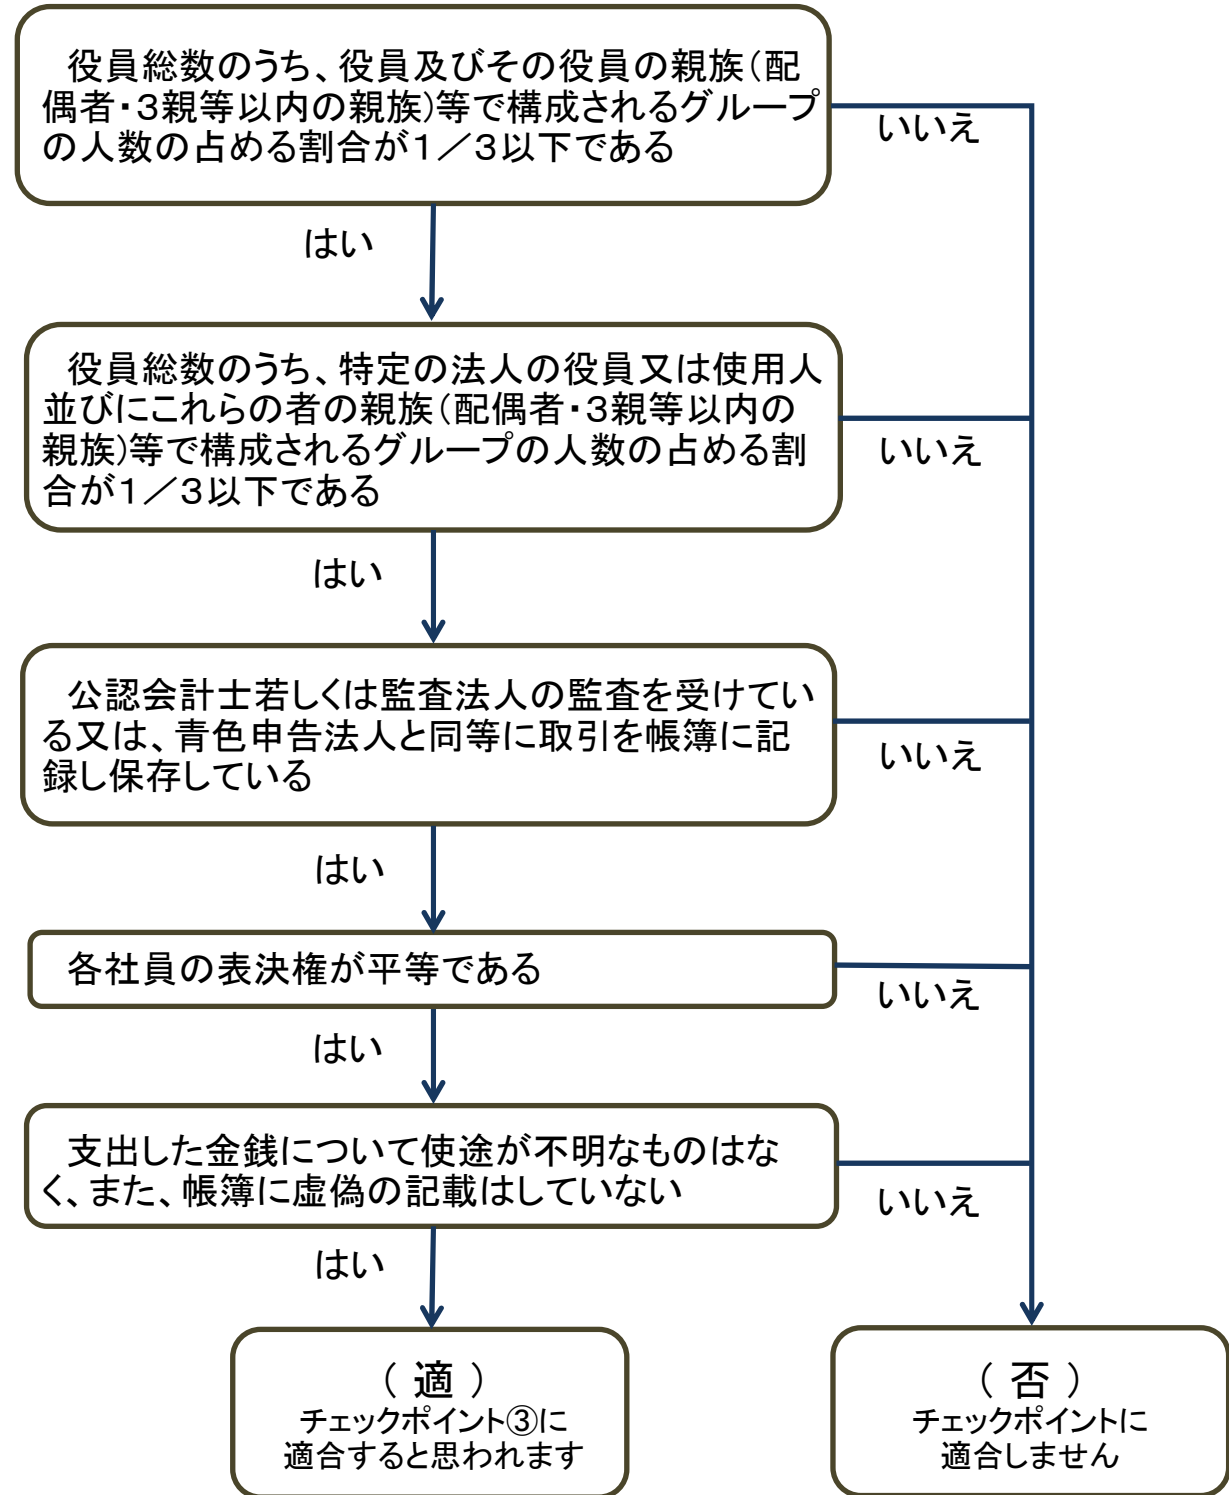 役員総数のうち、役員及びその役員の親族(配
偶者・3親等以内の親族)等で構成されるグループ
の人数の占める割合が1/3以下である
いいえ
はい
役員総数のうち、特定の法人の役員又は使用人
並びにこれらの者の親族(配偶者・3親等以内の
親族)等で構成されるグループの人数の占める割
合が1/3以下である
いいえ
はい
公認会計士若しくは監査法人の監査を受けてい
る又は、青色申告法人と同等に取引を帳簿に記
録し保存している
いいえ
はい
各社員の表決権が平等である
いいえ
はい
支出した金銭について使途が不明なものはな
く、また、帳簿に虚偽の記載はしていない
いいえ
はい
( 適 )
チェックポイント③に
適合すると思われます
( 否 )
チェックポイントに
適合しません